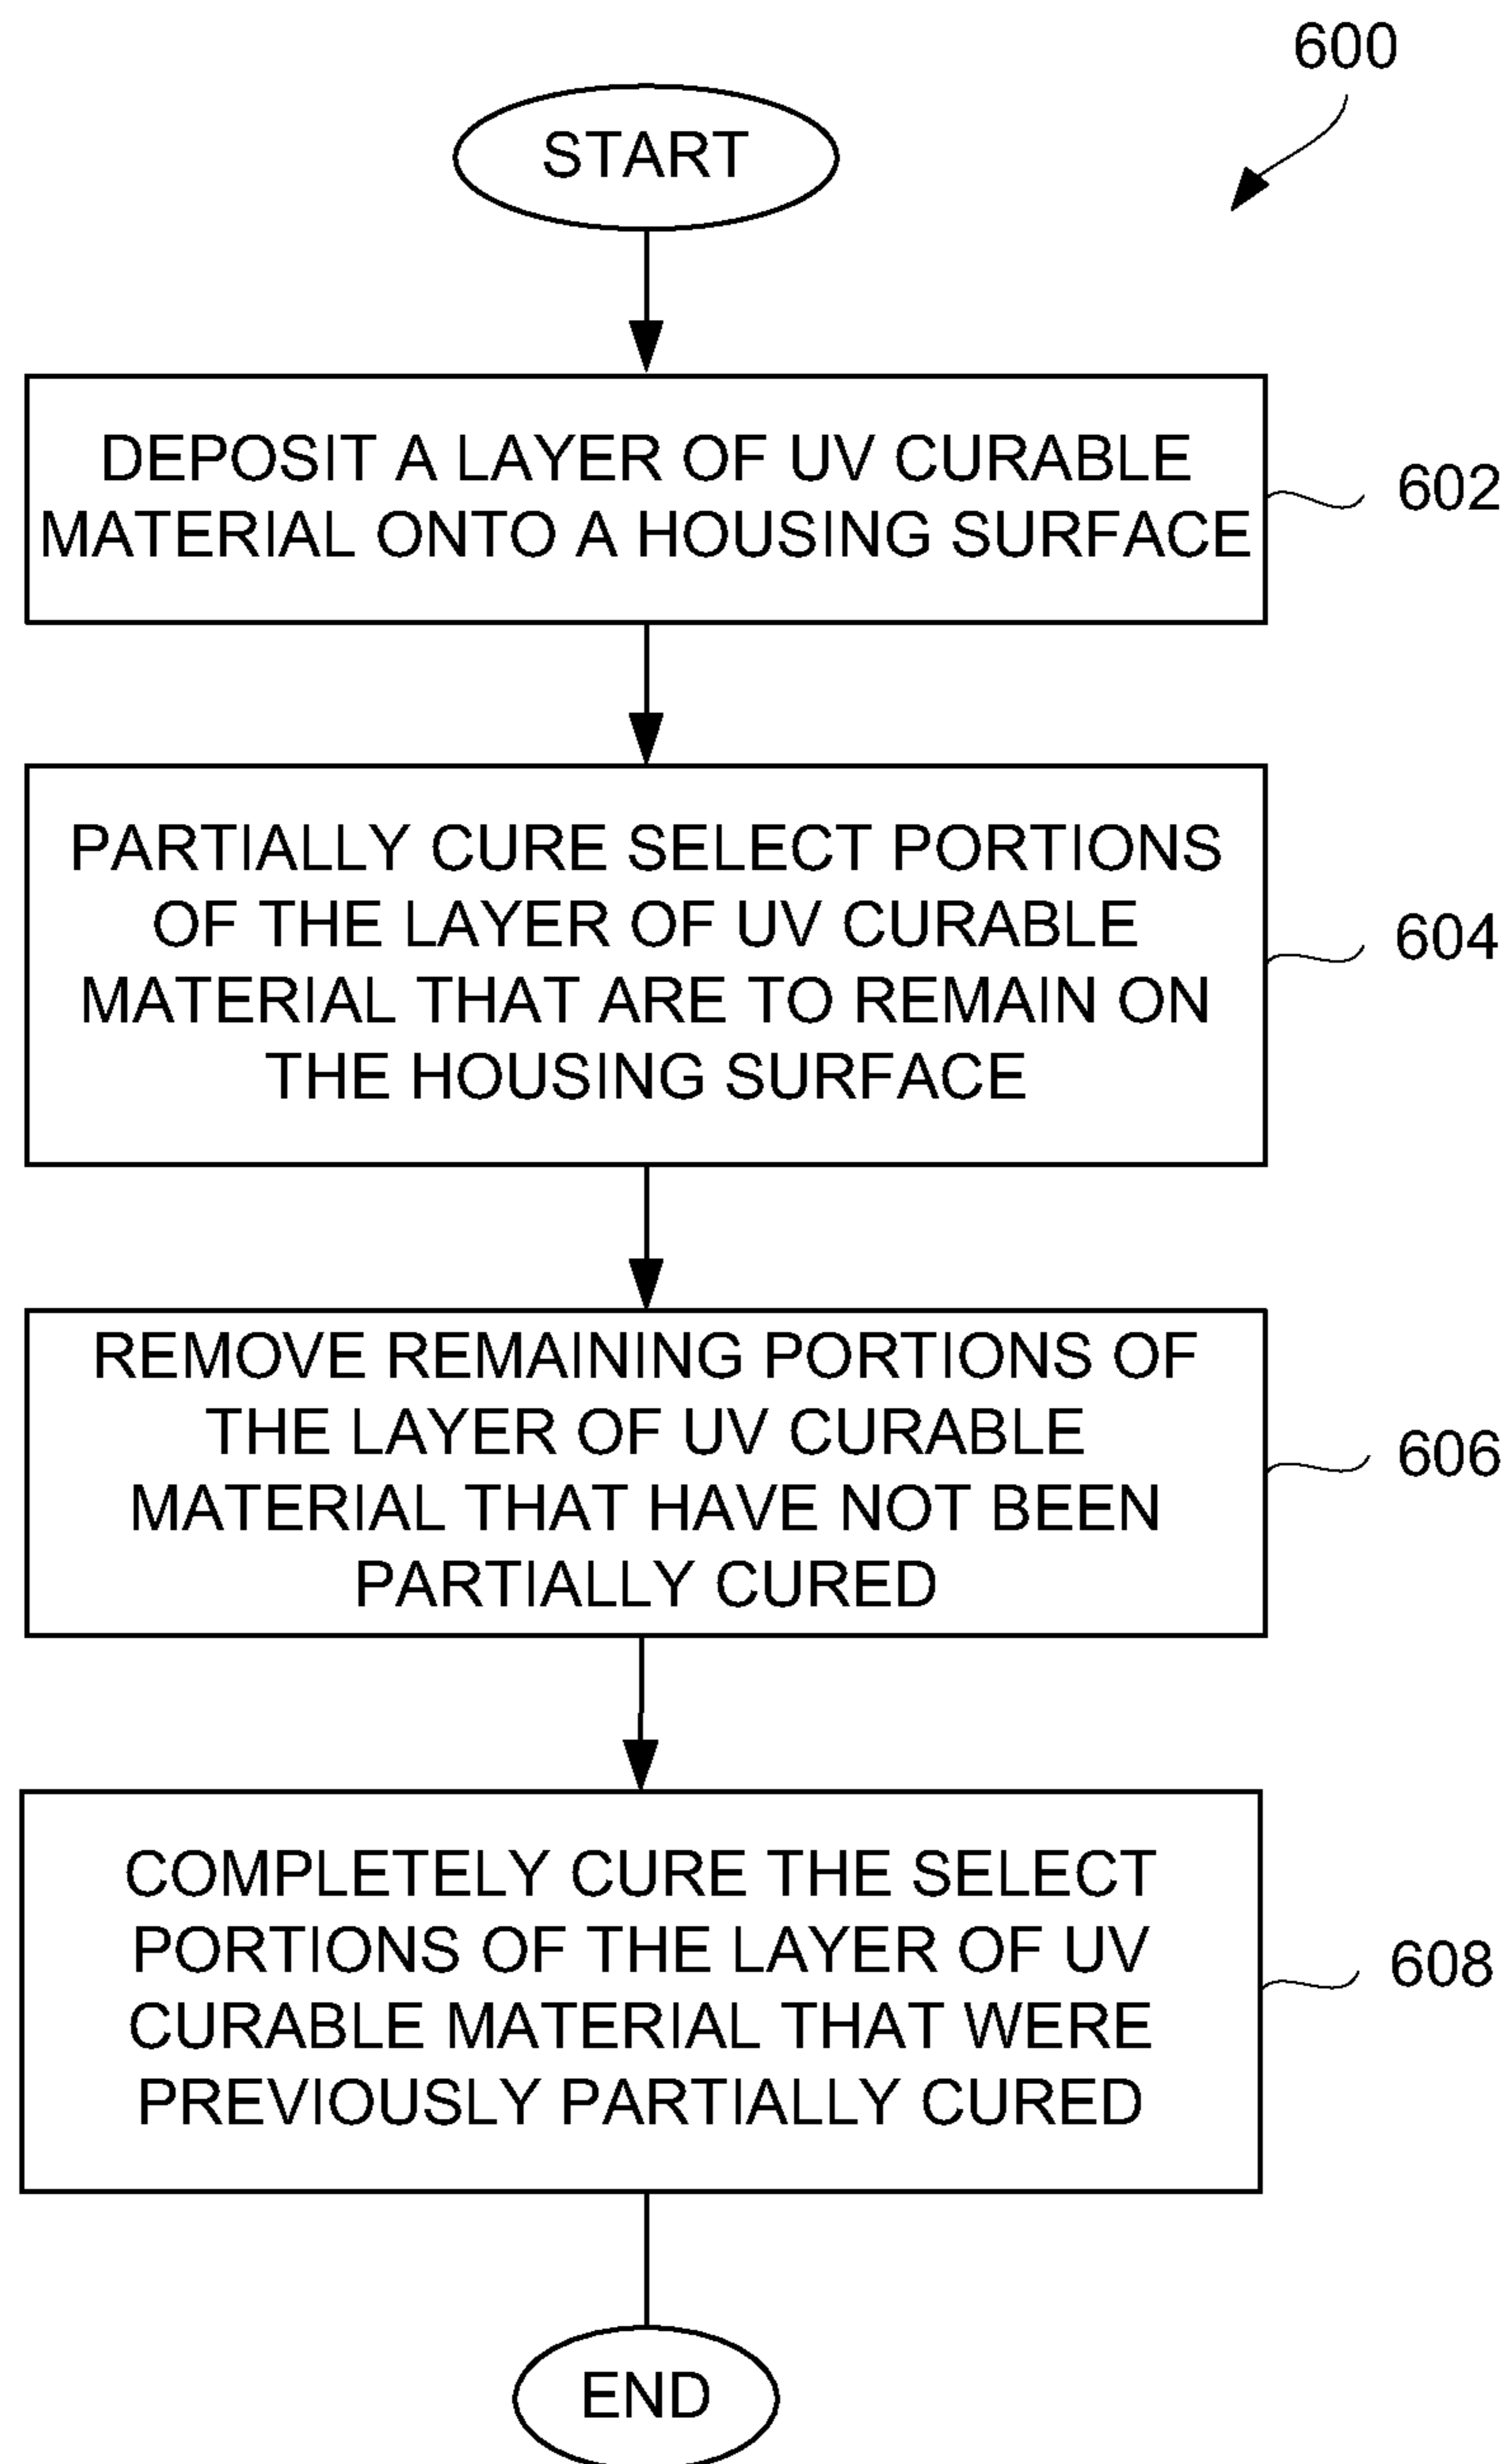 600
START
DEPOSIT A LAYER OF UV CURABLE
MATERIAL ONTO A HOUSING SURFACE
602
PARTIALLY CURE SELECT PORTIONS
OF THE LAYER OF UV CURABLE
MATERIAL THAT ARE TO REMAIN ON
THE HOUSING SURFACE
604
REMOVE REMAINING PORTIONS OF
THE LAYER OF UV CURABLE
MATERIAL THAT HAVE NOT BEEN
PARTIALLY CURED
606
COMPLETELY CURE THE SELECT
PORTIONS OF THE LAYER OF UV
CURABLE MATERIAL THAT WERE
PREVIOUSLY PARTIALLY CURED
608
END